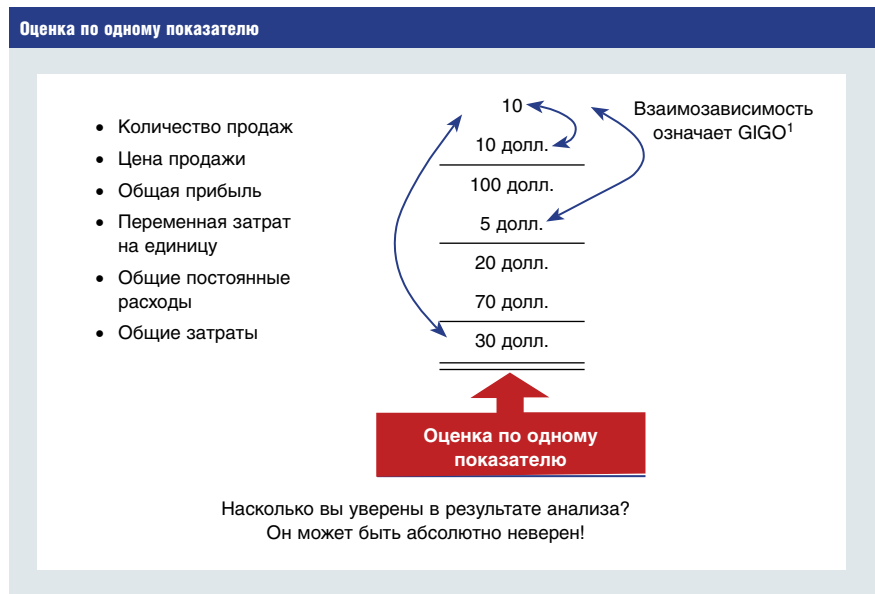 Оценка по одному показателю
• Количество продаж
• Цена продажи
• Общая прибыль
• Переменная затрат
на единицу
• Общие постоянные
расходы
• Общие затраты
10
10 долл.
100 долл.
5 долл.
20 долл.
70 долл.
30 долл.
Взаимозависимость
означает GIGO¹
Оценка по одному
показателю
Насколько вы уверены в результате анализа?
Он может быть абсолютно неверен!